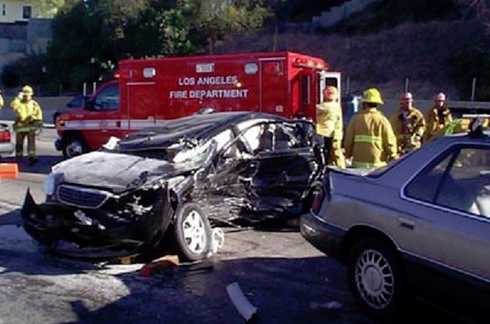 LOS ANGELES
FIRE DEPARTMENT